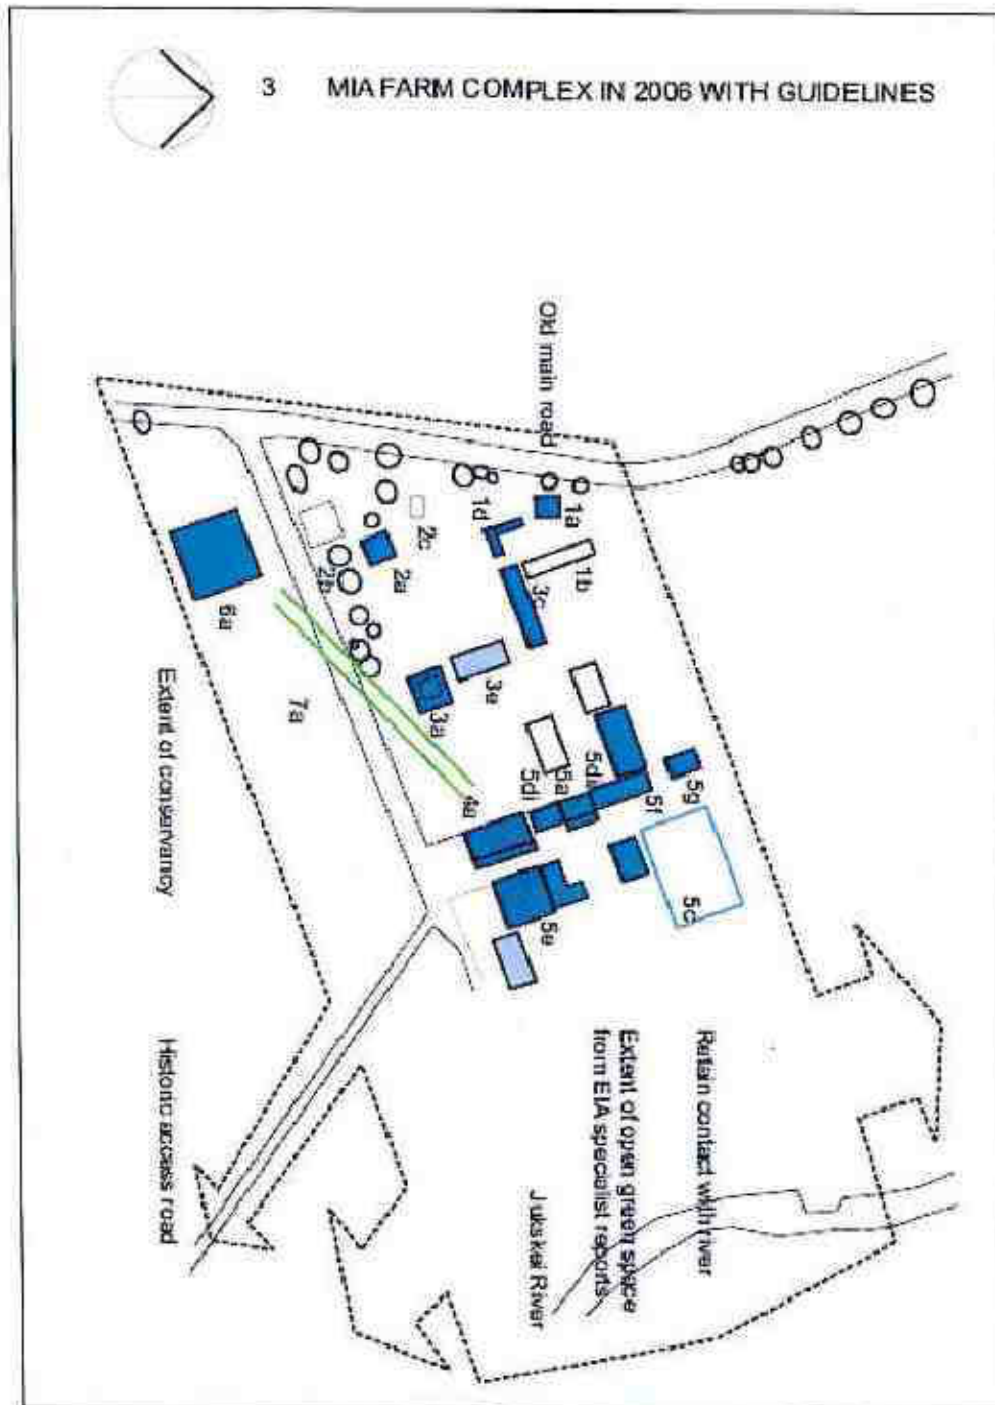 3 MIA FARM COMPLEX IN 2006 WITH GUIDELINES
Old main road
1a
1d
1b
2c
2a
2b
3c
3e
3a
6a
7a
4a
5a
5di
5f
5g
5c
5e
Extent of conservancy
Historic access road
Retain contact with river
Extent of open green space
from EIA specialist reports
Jukskei River